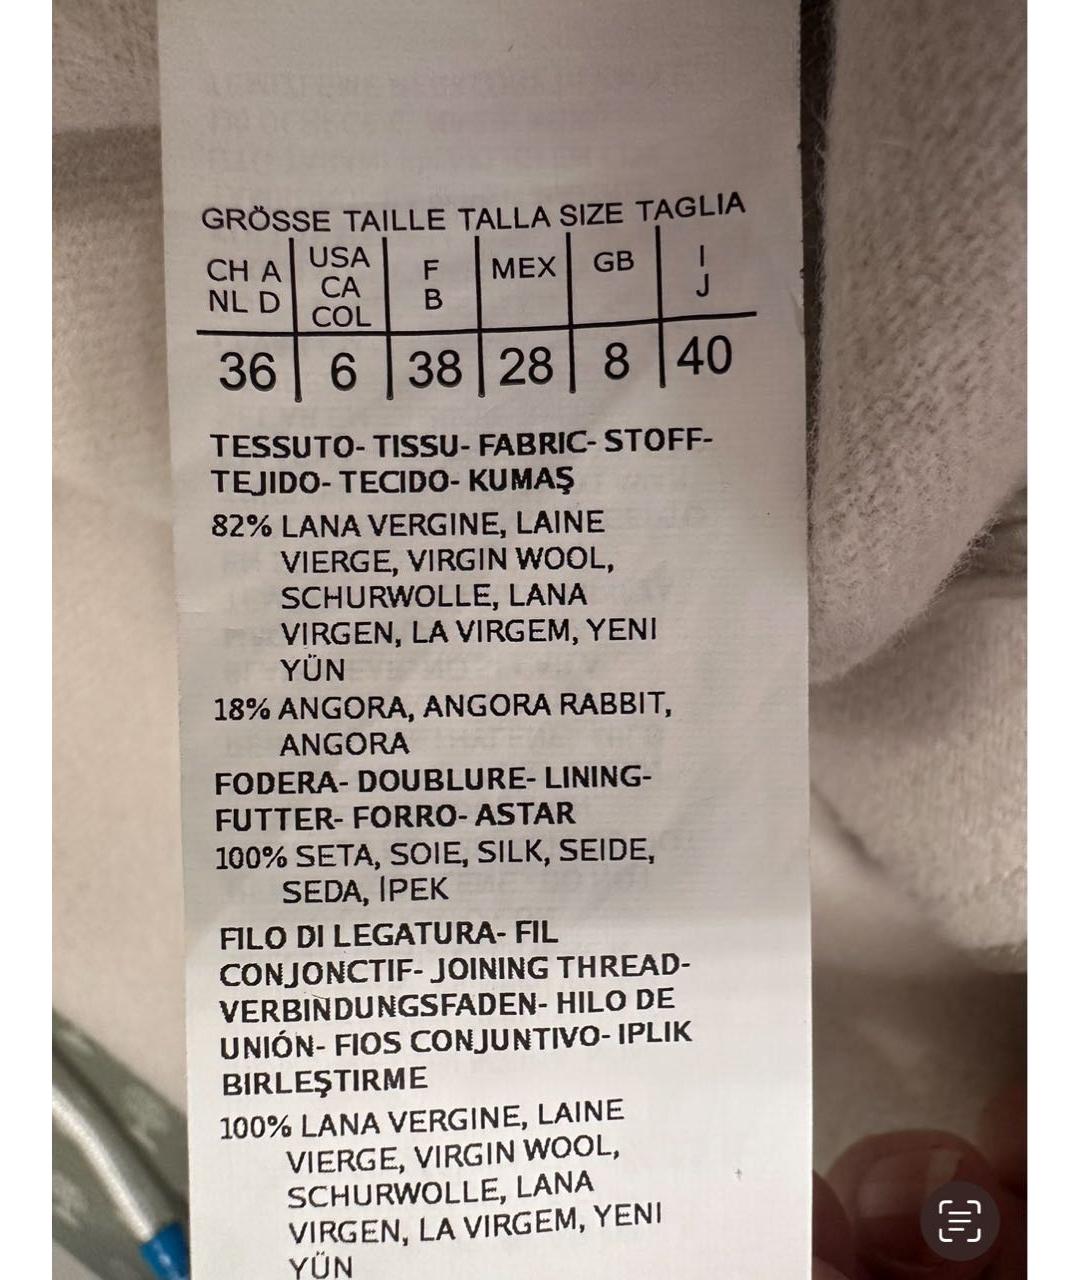 GRÖSSE TAILLE TALLA SIZE TAGLIA
CH A NL D | USA CA COL | F B | MEX | GB | I J
36 | 6 | 38 | 28 | 8 | 40
TESSUTO- TISSU- FABRIC- STOFF-
TEJIDO- TECIDO- KUMAŞ
82% LANA VERGINE, LAINE
VIERGE, VIRGIN WOOL,
SCHURWOLLE, LANA
VIRGEN, LA VIRGEM, YENI
YÜN
18% ANGORA, ANGORA RABBIT,
ANGORA
FODERA- DOUBLURE- LINING-
FUTTER- FORRO- ASTAR
100% SETA, SOIE, SILK, SEIDE,
SEDA, İPEK
FILO DI LEGATURA- FIL
CONJONCTIF- JOINING THREAD-
VERBINDUNGSFADEN- HILO DE
UNIÓN- FIOS CONJUNTIVO- IPLIK
BIRLEŞTIRME
100% LANA VERGINE, LAINE
VIERGE, VIRGIN WOOL,
SCHURWOLLE, LANA
VIRGEN, LA VIRGEM, YENI
YÜN